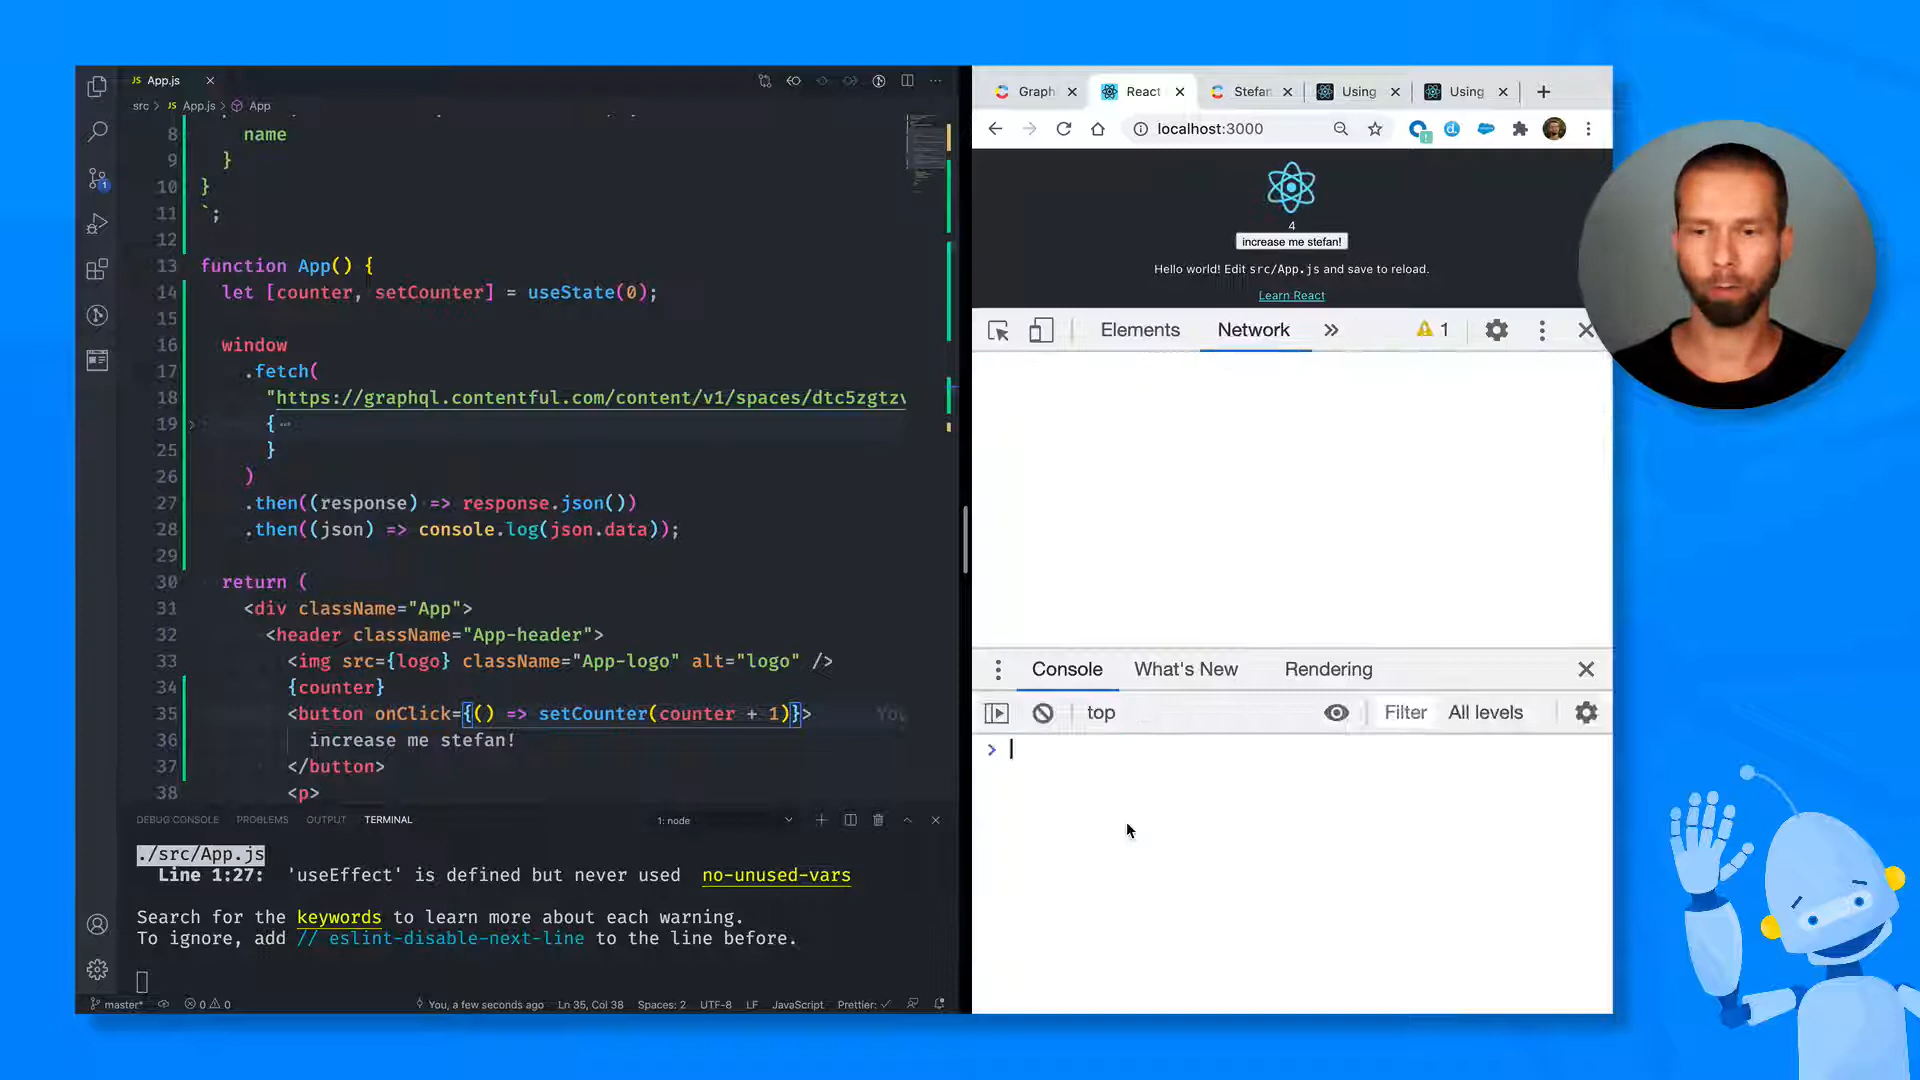 JS App.js
src > JS App.js > App
8 name
9 }
10 }
11 `;
12
13 function App() {
14 let [counter, setCounter] = useState(0);
15
16 window
17 .fetch(
18 "https://graphql.contentful.com/content/v1/spaces/dtc5zgtzv
19 {
25 }
26 )
27 .then((response) => response.json())
28 .then((json) => console.log(json.data));
29
30 return (
31 <div className="App">
32 <header className="App-header">
33 <img src={logo} className="App-logo" alt="logo" />
34 {counter}
35 <button onClick={() => setCounter(counter + 1)}> You
36 increase me stefan!
37 </button>
38 <p>
DEBUG CONSOLE PROBLEMS OUTPUT TERMINAL 1: node
./src/App.js
Line 1:27: 'useEffect' is defined but never used no-unused-vars
Search for the keywords to learn more about each warning.
To ignore, add // eslint-disable-next-line to the line before.
master* 0 0 You, a few seconds ago Ln 35, Col 38 Spaces: 2 UTF-8 LF JavaScript Prettier: ✓
Graph React Stefan Using Using
localhost:3000
4
increase me stefan!
Hello world! Edit src/App.js and save to reload.
Learn React
Elements Network 1
Console What's New Rendering
top Filter All levels
>